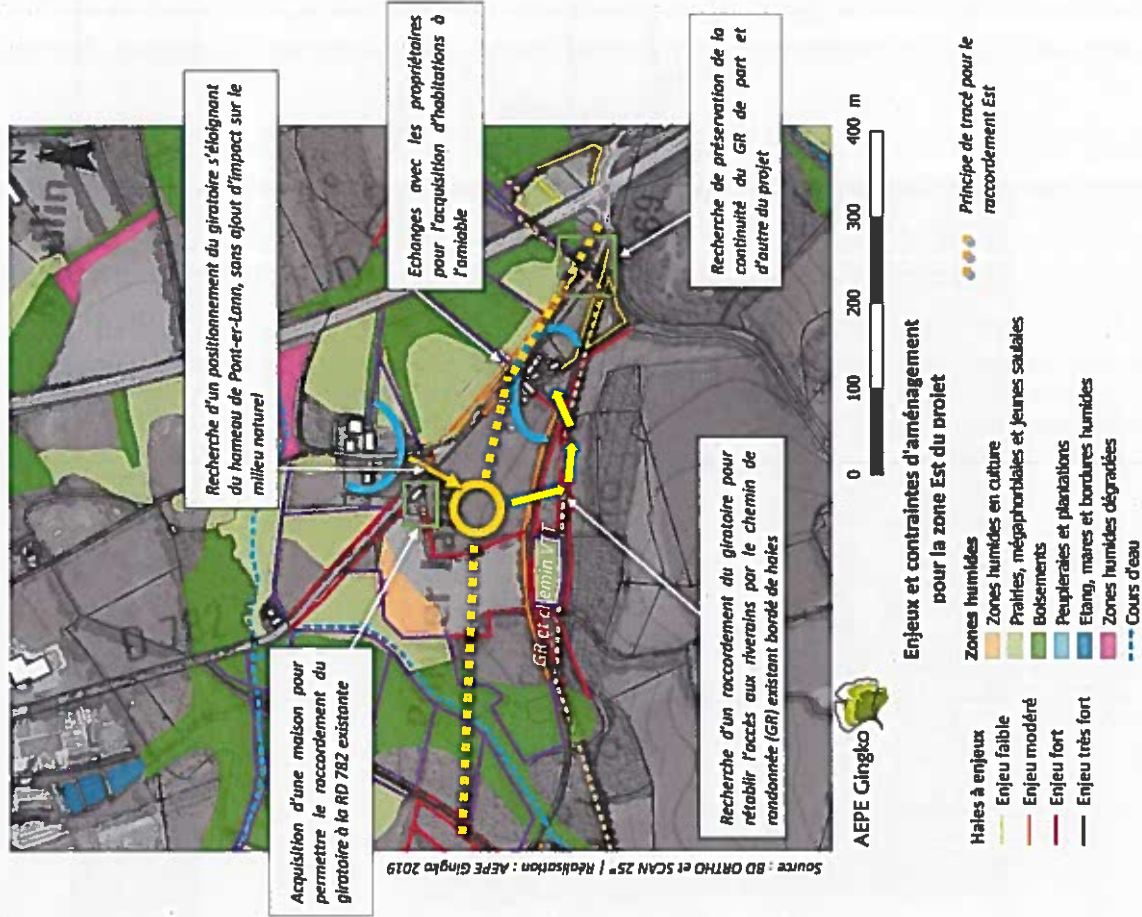 Recherche d'un positionnement du giratoire s'éloignant
du hameau de Pont-er-Lann, sans ajout d'impact sur le
milieu naturel
Echanges avec les propriétaires
pour l'acquisition d'habitations à
l'amiable
Acquisition d'une maison pour
permettre le raccordement du
giratoire à la RD 782 existante
Recherche de préservation de la
continuité du GR de part et
d'autre du projet
Recherche d'un raccordement du giratoire pour
rétablir l'accès aux riverains par le chemin de
randonnée (GR) existant bordé de haies
GR et chemin VTT
N
69
Source : BD ORTHO et SCAN 25® / Réalisation : AEPE Gingko 2019
AEPE Gingko
0 100 200 300 400 m
Enjeux et contraintes d'aménagement
pour la zone Est du projet
Haies à enjeux
Enjeu faible
Enjeu modéré
Enjeu fort
Enjeu très fort
Zones humides
Zones humides en culture
Prairies, mégaphorbiaies et jeunes saulaies
Boisements
Peupleraies et plantations
Etang, mares et bordures humides
Zones humides dégradées
Cours d'eau
Principe de tracé pour le
raccordement Est